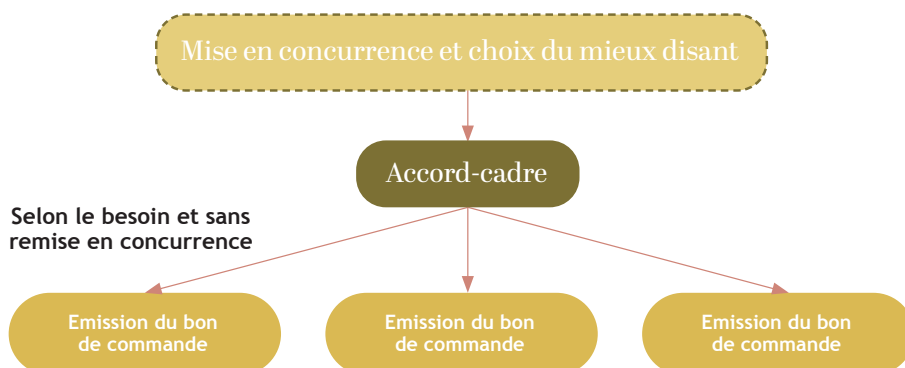 Mise en concurrence et choix du mieux disant
Accord-cadre
Selon le besoin et sans
remise en concurrence
Emission du bon
de commande
Emission du bon
de commande
Emission du bon
de commande